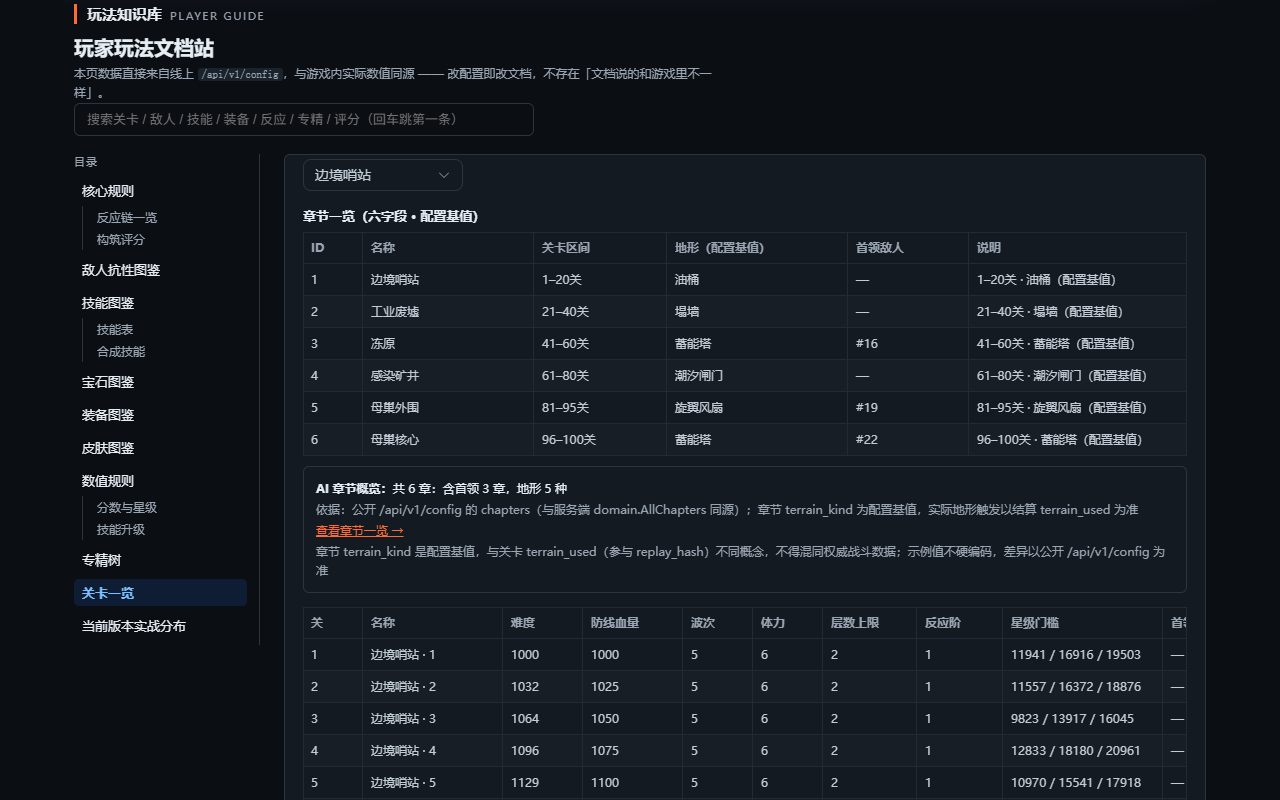 玩法知识库 PLAYER GUIDE
玩家玩法文档站
本页数据直接来自线上 /api/v1/config，与游戏内实际数值同源 —— 改配置即改文档，不存在「文档说的和游戏里不一
样」。
搜索关卡 / 敌人 / 技能 / 装备 / 反应 / 专精 / 评分（回车跳第一条）
目录
核心规则
反应链一览
构筑评分
敌人抗性图鉴
技能图鉴
技能表
合成技能
宝石图鉴
装备图鉴
皮肤图鉴
数值规则
分数与星级
技能升级
专精树
关卡一览
当前版本实战分布
边境哨站
章节一览（六字段 • 配置基值）
ID 名称 关卡区间 地形（配置基值） 首领敌人 说明
1 边境哨站 1–20关 油桶 — 1–20关 · 油桶（配置基值）
2 工业废墟 21–40关 塌墙 — 21–40关 · 塌墙（配置基值）
3 冻原 41–60关 蓄能塔 #16 41–60关 · 蓄能塔（配置基值）
4 感染矿井 61–80关 潮汐闸门 — 61–80关 · 潮汐闸门（配置基值）
5 母巢外围 81–95关 旋翼风扇 #19 81–95关 · 旋翼风扇（配置基值）
6 母巢核心 96–100关 蓄能塔 #22 96–100关 · 蓄能塔（配置基值）
AI 章节概览：共 6 章：含首领 3 章，地形 5 种
依据：公开 /api/v1/config 的 chapters（与服务端 domain.AllChapters 同源）；章节 terrain_kind 为配置基值，实际地形触发以结算 terrain_used 为准
查看章节一览 →
章节 terrain_kind 是配置基值，与关卡 terrain_used（参与 replay_hash）不同概念，不得混同权威战斗数据；示例值不硬编码，差异以公开 /api/v1/config 为
准
关 名称 难度 防线血量 波次 体力 层数上限 反应阶 星级门槛 首
1 边境哨站 · 1 1000 1000 5 6 2 1 11941 / 16916 / 19503 —
2 边境哨站 · 2 1032 1025 5 6 2 1 11557 / 16372 / 18876 —
3 边境哨站 · 3 1064 1050 5 6 2 1 9823 / 13917 / 16045 —
4 边境哨站 · 4 1096 1075 5 6 2 1 12833 / 18180 / 20961 —
5 边境哨站 · 5 1129 1100 5 6 2 1 10970 / 15541 / 17918 —